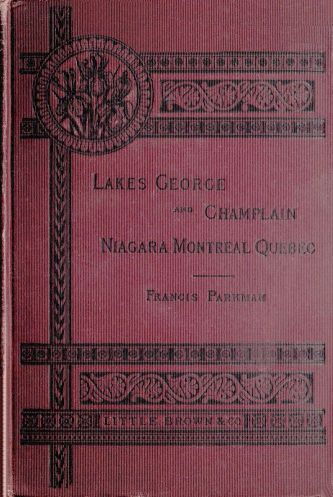 LAKES GEORGE
AND CHAMPLAIN
NIAGARA MONTREAL QUEBEC
FRANCIS PARKMAN
LITTLE BROWN & CO